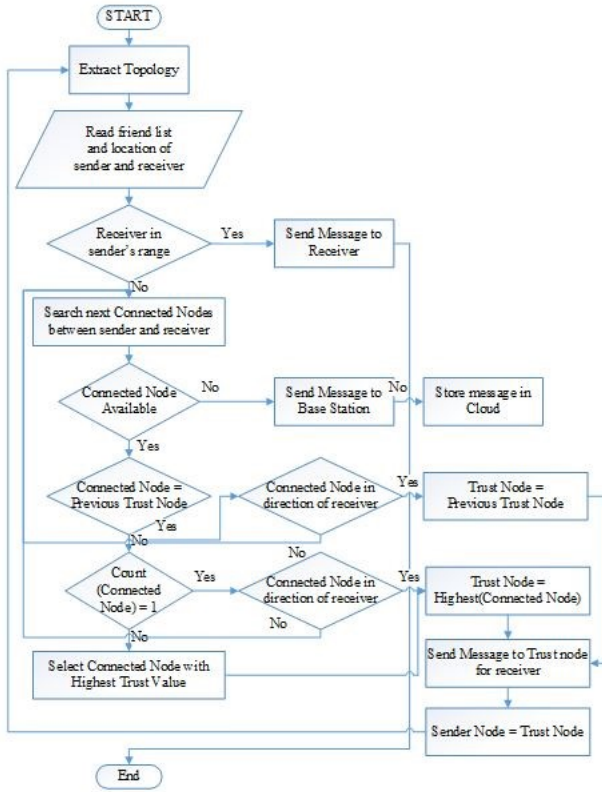 START
Extract Topology
Read friend list
and location of
sender and receiver
Receiver in
sender's range
Yes
Send Message to
Receiver
No
Search next Connected Nodes
between sender and receiver
Connected Node
Available
No
Send Message to
Base Station
No
Store message in
Cloud
Yes
Connected Node =
Previous Trust Node
Yes
Connected Node in
direction of receiver
Yes
Trust Node =
Previous Trust Node
No
No
Count
(Connected
Node) = 1
Yes
Connected Node in
direction of receiver
Yes
Trust Node =
Highest(Connected Node)
No
No
Select Connected Node with
Highest Trust Value
Send Message to Trust node
for receiver
Sender Node = Trust Node
End